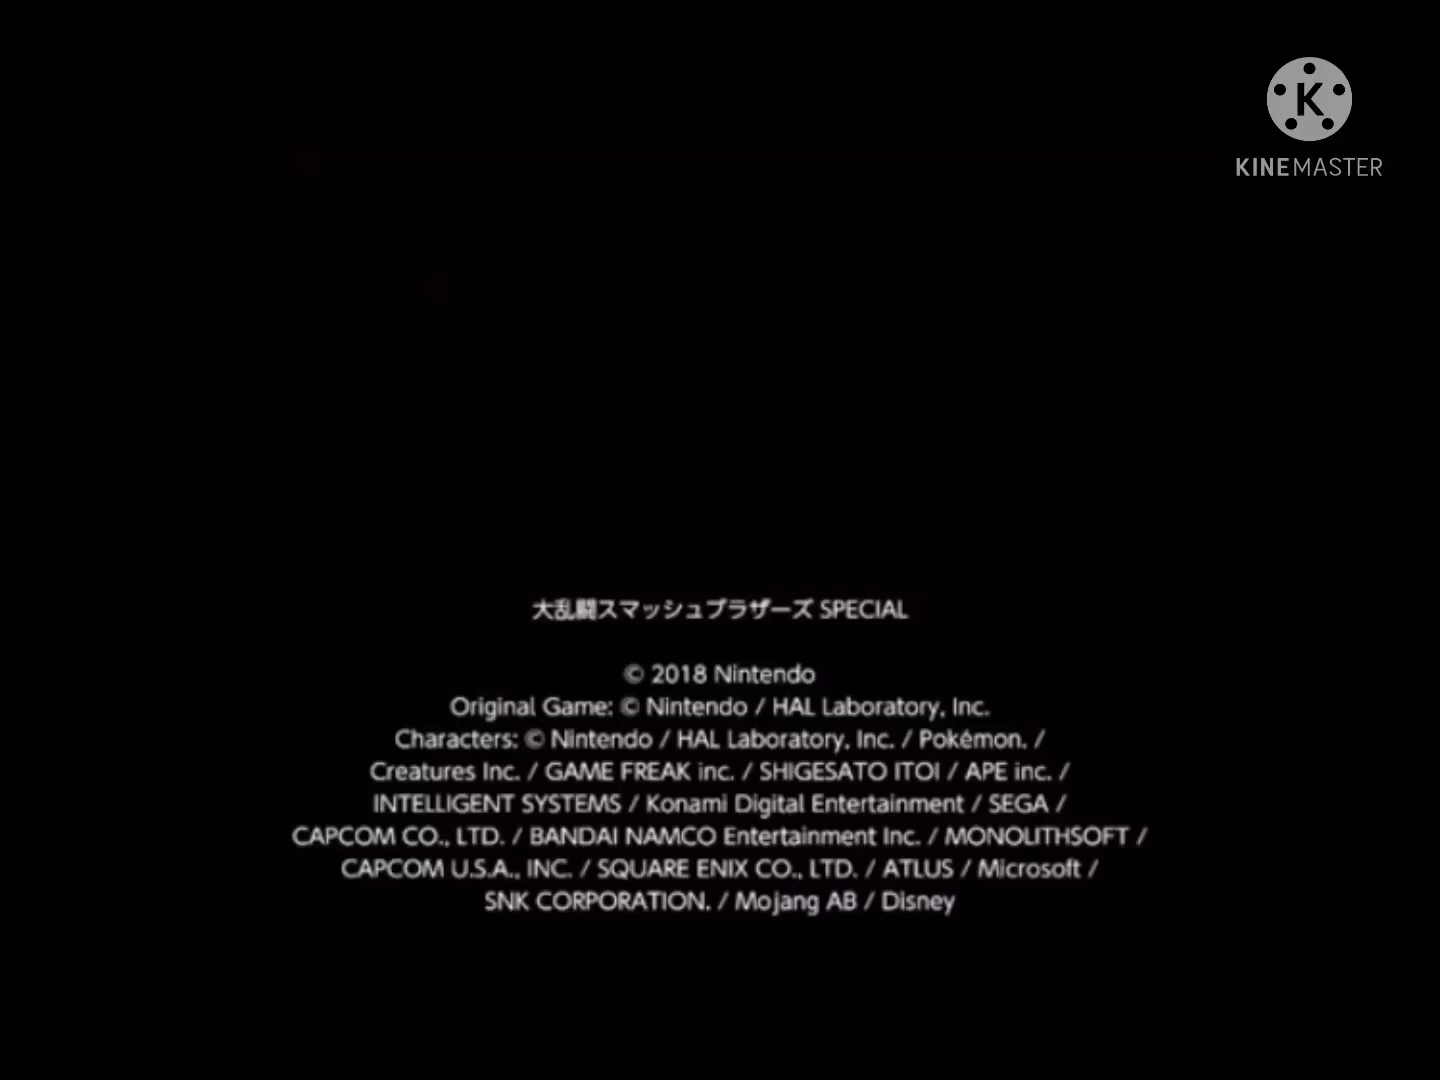 K
KINEMASTER
大乱闘スマッシュブラザーズ SPECIAL
© 2018 Nintendo
Original Game: © Nintendo / HAL Laboratory, Inc.
Characters: © Nintendo / HAL Laboratory, Inc. / Pokémon. /
Creatures Inc. / GAME FREAK inc. / SHIGESATO ITOI / APE inc. /
INTELLIGENT SYSTEMS / Konami Digital Entertainment / SEGA /
CAPCOM CO., LTD. / BANDAI NAMCO Entertainment Inc. / MONOLITHSOFT /
CAPCOM U.S.A., INC. / SQUARE ENIX CO., LTD. / ATLUS / Microsoft /
SNK CORPORATION. / Mojang AB / Disney